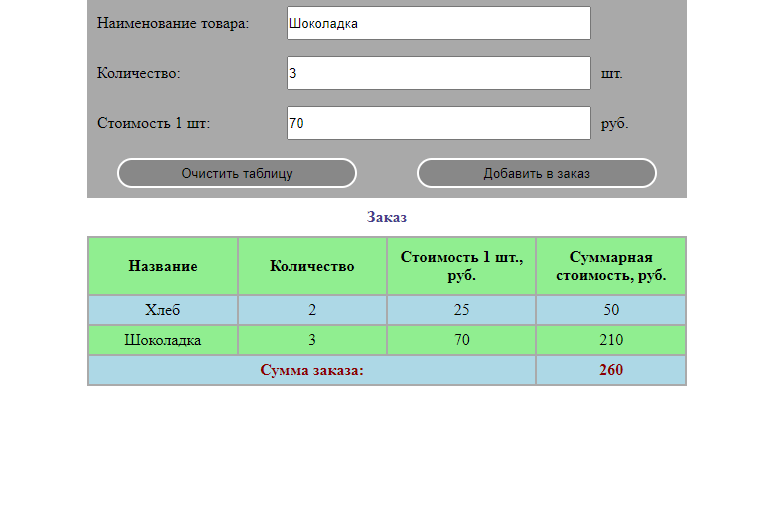 Наименование товара: Шоколадка
Количество: 3 шт.
Стоимость 1 шт: 70 руб.
Очистить таблицу Добавить в заказ
Заказ
Название Количество Стоимость 1 шт., руб. Суммарная стоимость, руб.
Хлеб 2 25 50
Шоколадка 3 70 210
Сумма заказа: 260